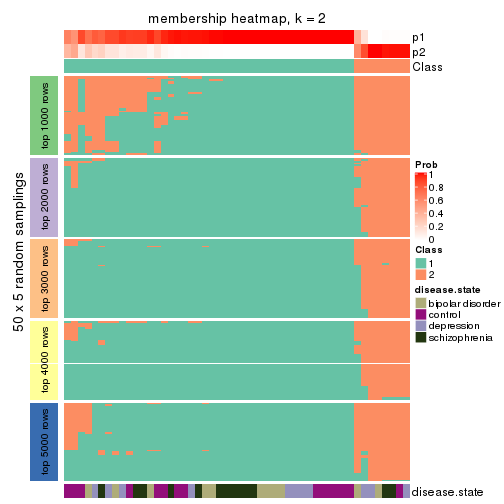 membership heatmap, k = 2
p1
p2
Class
50 x 5 random samplings
top 1000 rows
top 2000 rows
top 3000 rows
top 4000 rows
top 5000 rows
Prob
1
0.8
0.6
0.4
0.2
0
Class
1
2
disease.state
bipolar disorder
control
depression
schizophrenia
disease.state